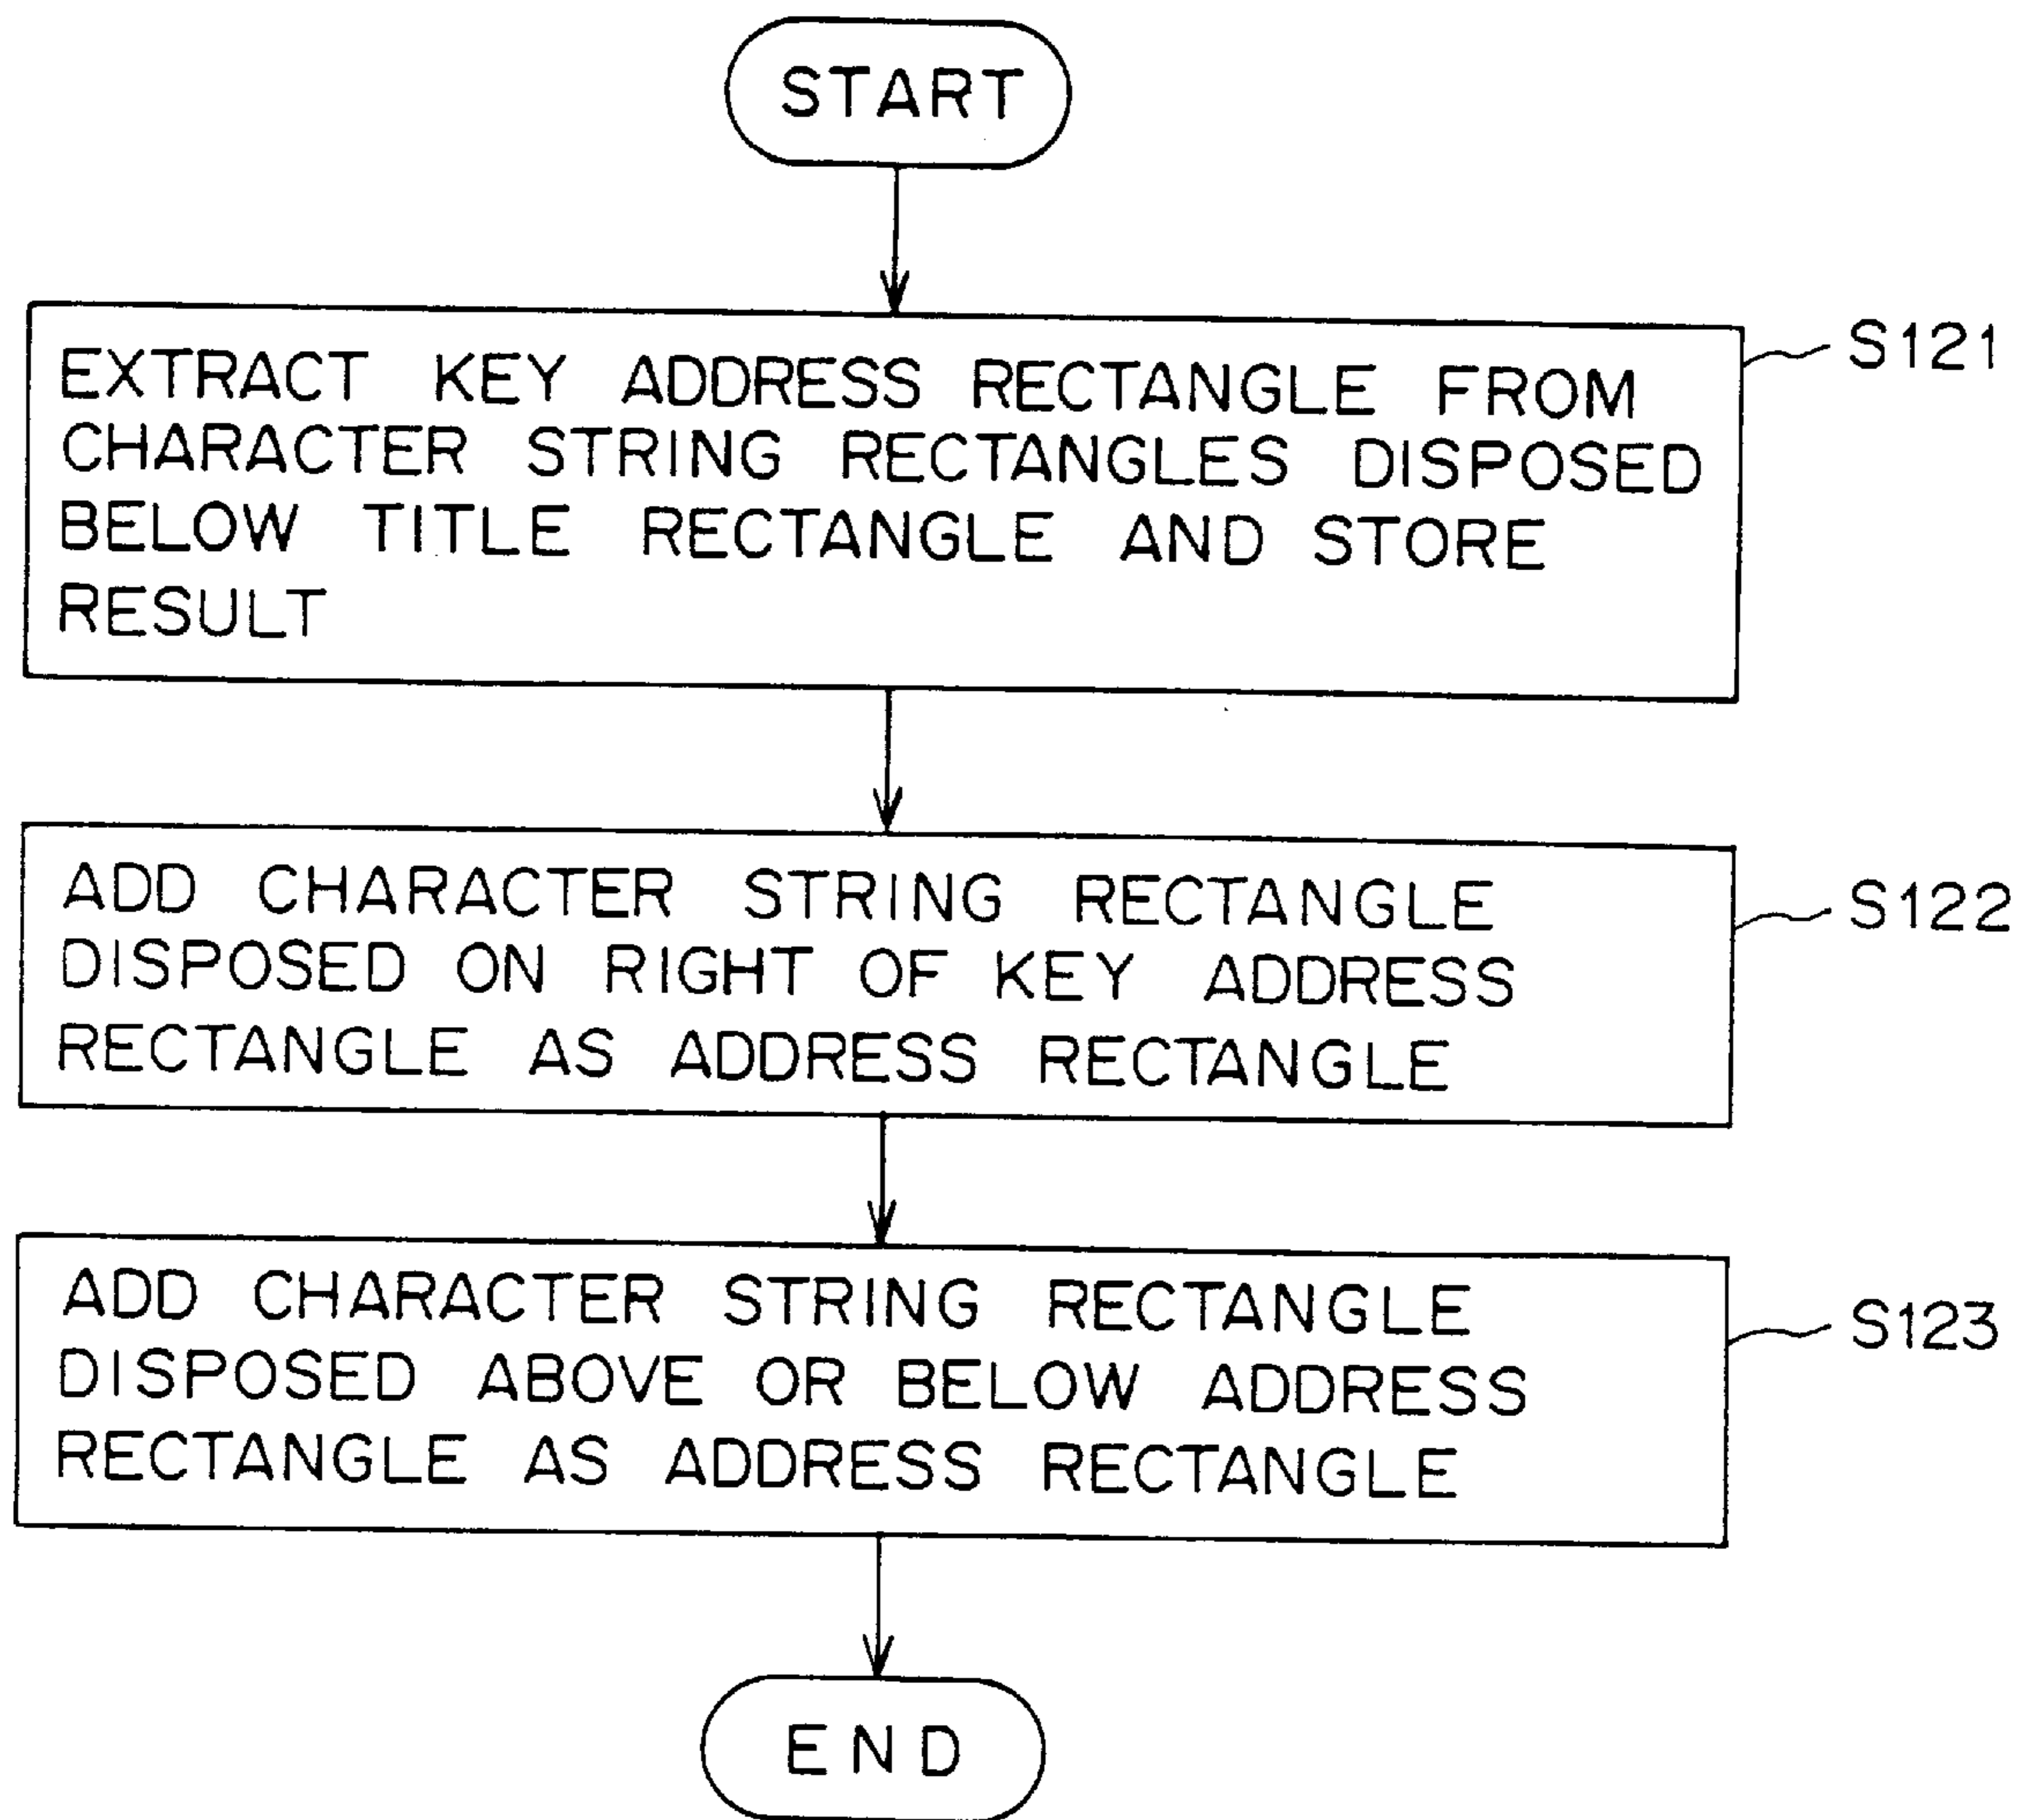 START
EXTRACT KEY ADDRESS RECTANGLE FROM
CHARACTER STRING RECTANGLES DISPOSED
BELOW TITLE RECTANGLE AND STORE
RESULT
S121
ADD CHARACTER STRING RECTANGLE
DISPOSED ON RIGHT OF KEY ADDRESS
RECTANGLE AS ADDRESS RECTANGLE
S122
ADD CHARACTER STRING RECTANGLE
DISPOSED ABOVE OR BELOW ADDRESS
RECTANGLE AS ADDRESS RECTANGLE
S123
END